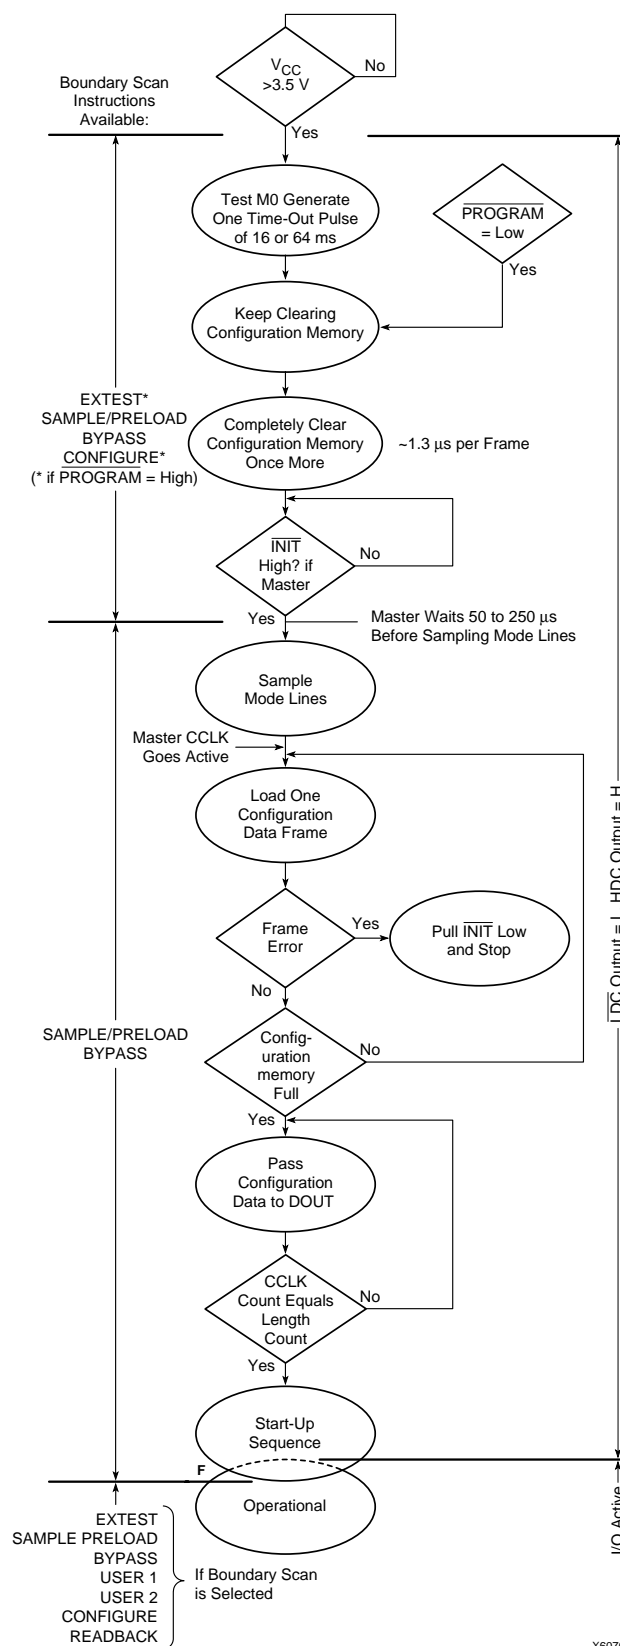 V_CC
>3.5 V
No
Boundary Scan
Instructions
Available:
Yes
Test M0 Generate
One Time-Out Pulse
of 16 or 64 ms
PROGRAM
= Low
Yes
Keep Clearing
Configuration Memory
EXTEST*
SAMPLE/PRELOAD
BYPASS
CONFIGURE*
(* if PROGRAM = High)
Completely Clear
Configuration Memory
Once More
~1.3 µs per Frame
INIT
High? if
Master
No
Yes
Master Waits 50 to 250 µs
Before Sampling Mode Lines
Sample
Mode Lines
Master CCLK
Goes Active
Load One
Configuration
Data Frame
LDC Output = L, HDC Output = H
Frame
Error
Yes
Pull INIT Low
and Stop
No
SAMPLE/PRELOAD
BYPASS
Config-
uration
memory
Full
No
Yes
Pass
Configuration
Data to DOUT
CCLK
Count Equals
Length
Count
No
Yes
Start-Up
Sequence
F
Operational
I/O Active
EXTEST
SAMPLE PRELOAD
BYPASS
USER 1
USER 2
CONFIGURE
READBACK
If Boundary Scan
is Selected